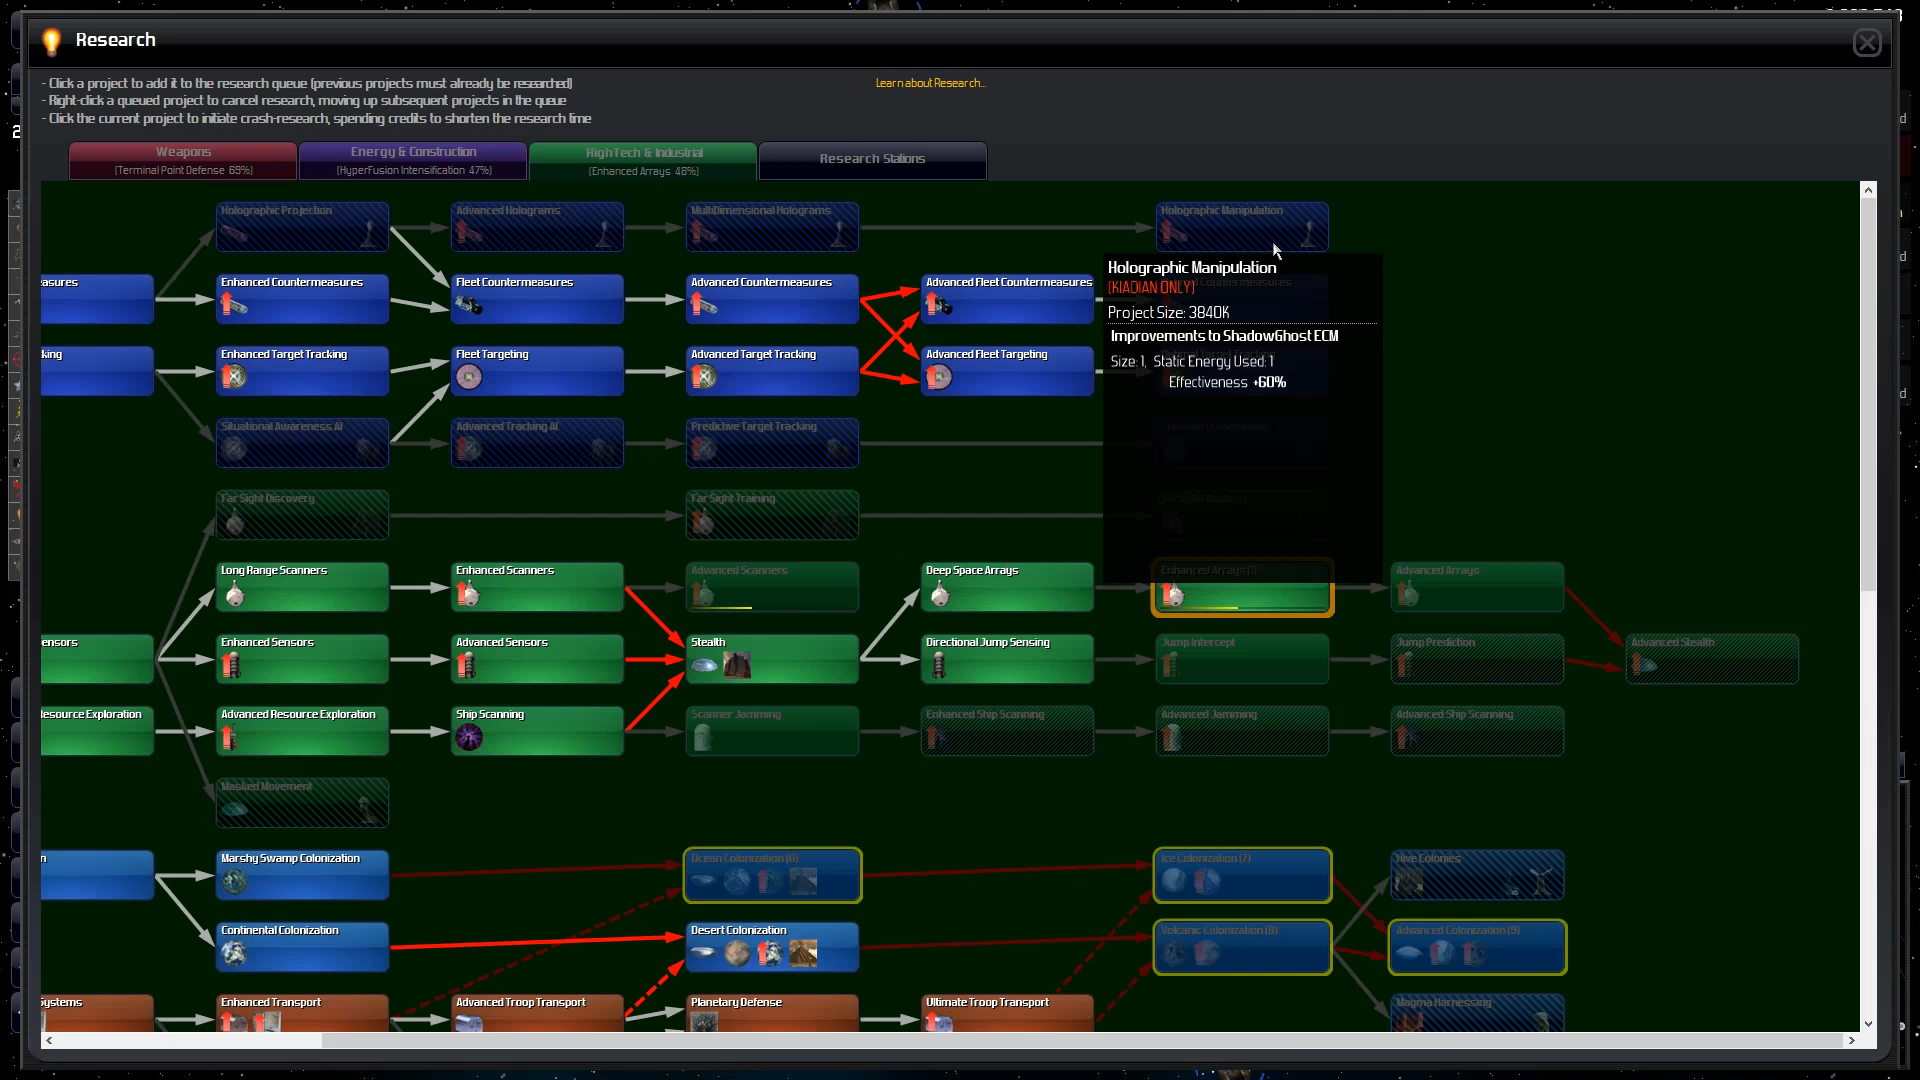 Research
- Click a project to add it to the research queue (previous projects must already be researched)
Learn about Research...
- Right-click a queued project to cancel research, moving up subsequent projects in the queue
- Click the current project to initiate crash-research, spending credits to shorten the research time
Weapons
(Terminal Point Defense 69%)
Energy & Construction
(HyperFusion Intensification 47%)
HighTech & Industrial
(Enhanced Arrays 48%)
Research Stations
Holographic Projection
Advanced Holograms
MultiDimensional Holograms
Holographic Manipulation
Holographic Manipulation
(KIADIAN ONLY)
Project Size: 3840K
Improvements to ShadowGhost ECM
Size: 1, Static Energy Used: 1
Effectiveness +60%
easures
Enhanced Countermeasures
Fleet Countermeasures
Advanced Countermeasures
Advanced Fleet Countermeasures
king
Enhanced Target Tracking
Fleet Targeting
Advanced Target Tracking
Advanced Fleet Targeting
Situational Awareness AI
Advanced Tracking AI
Predictive Target Tracking
Far Sight Discovery
Far Sight Training
Long Range Scanners
Enhanced Scanners
Advanced Scanners
Deep Space Arrays
Enhanced Arrays (1)
Advanced Arrays
ensors
Enhanced Sensors
Advanced Sensors
Stealth
Directional Jump Sensing
Jump Intercept
Jump Prediction
Advanced Stealth
Resource Exploration
Advanced Resource Exploration
Ship Scanning
Scanner Jamming
Enhanced Ship Scanning
Advanced Jamming
Advanced Ship Scanning
Masked Movement
n
Marshy Swamp Colonization
Ocean Colonization (6)
Ice Colonization (7)
Hive Colonies
Continental Colonization
Desert Colonization
Volcanic Colonization (8)
Advanced Colonization (9)
Systems
Enhanced Transport
Advanced Troop Transport
Planetary Defense
Ultimate Troop Transport
Magma Harnessing